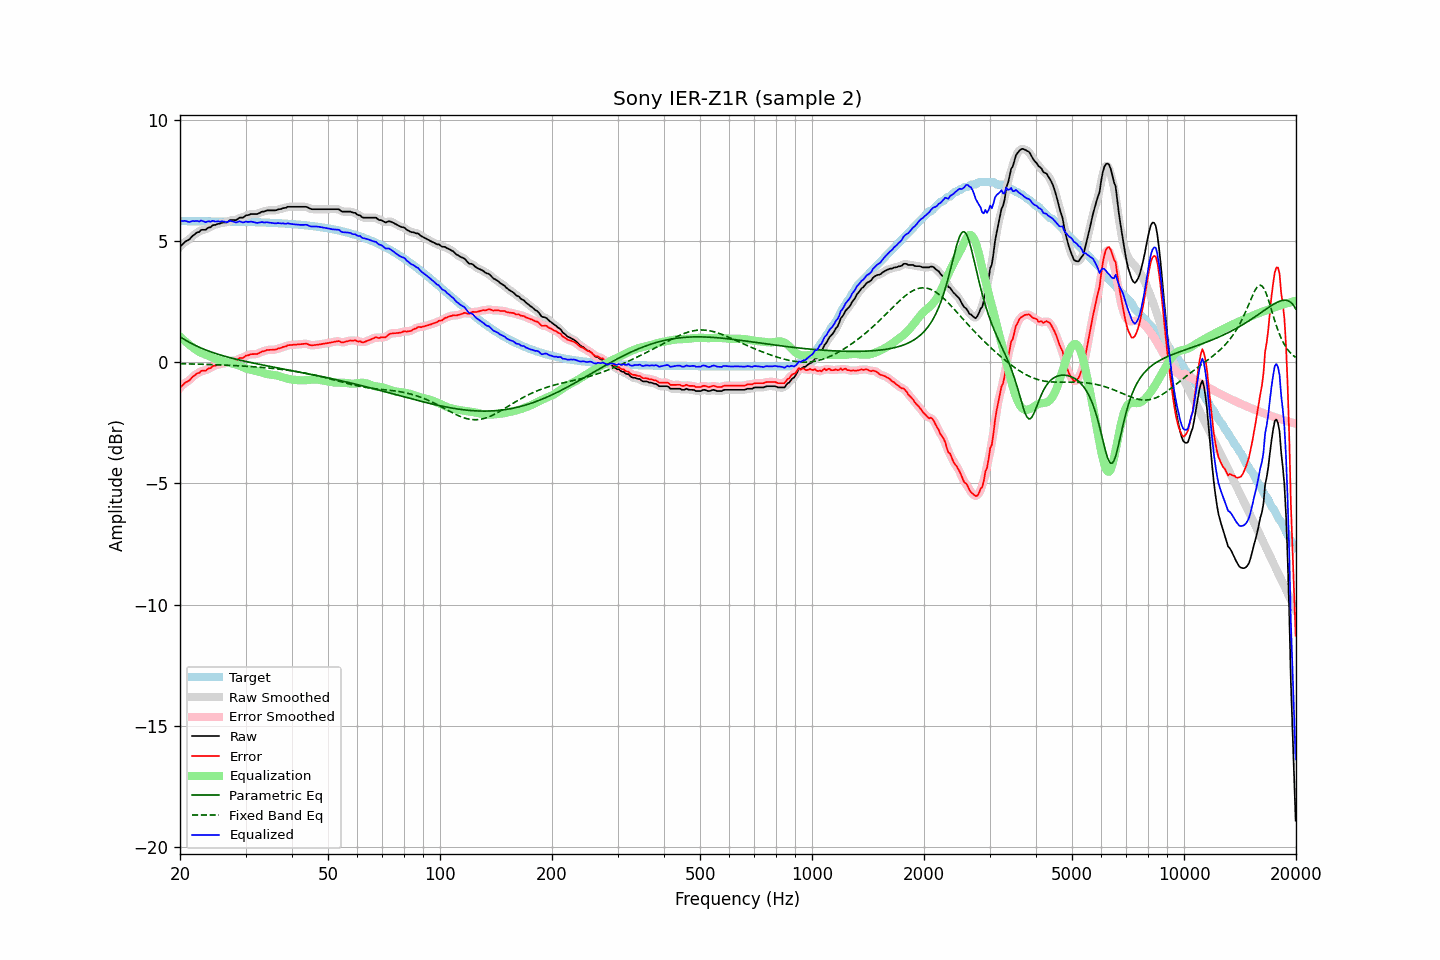 Sony IER-Z1R (sample 2)
10
5
0
−5
−10
−15
−20
Amplitude (dBr)
Target
Raw Smoothed
Error Smoothed
Raw
Error
Equalization
Parametric Eq
Fixed Band Eq
Equalized
20 50 100 200 500 1000 2000 5000 10000 20000
Frequency (Hz)